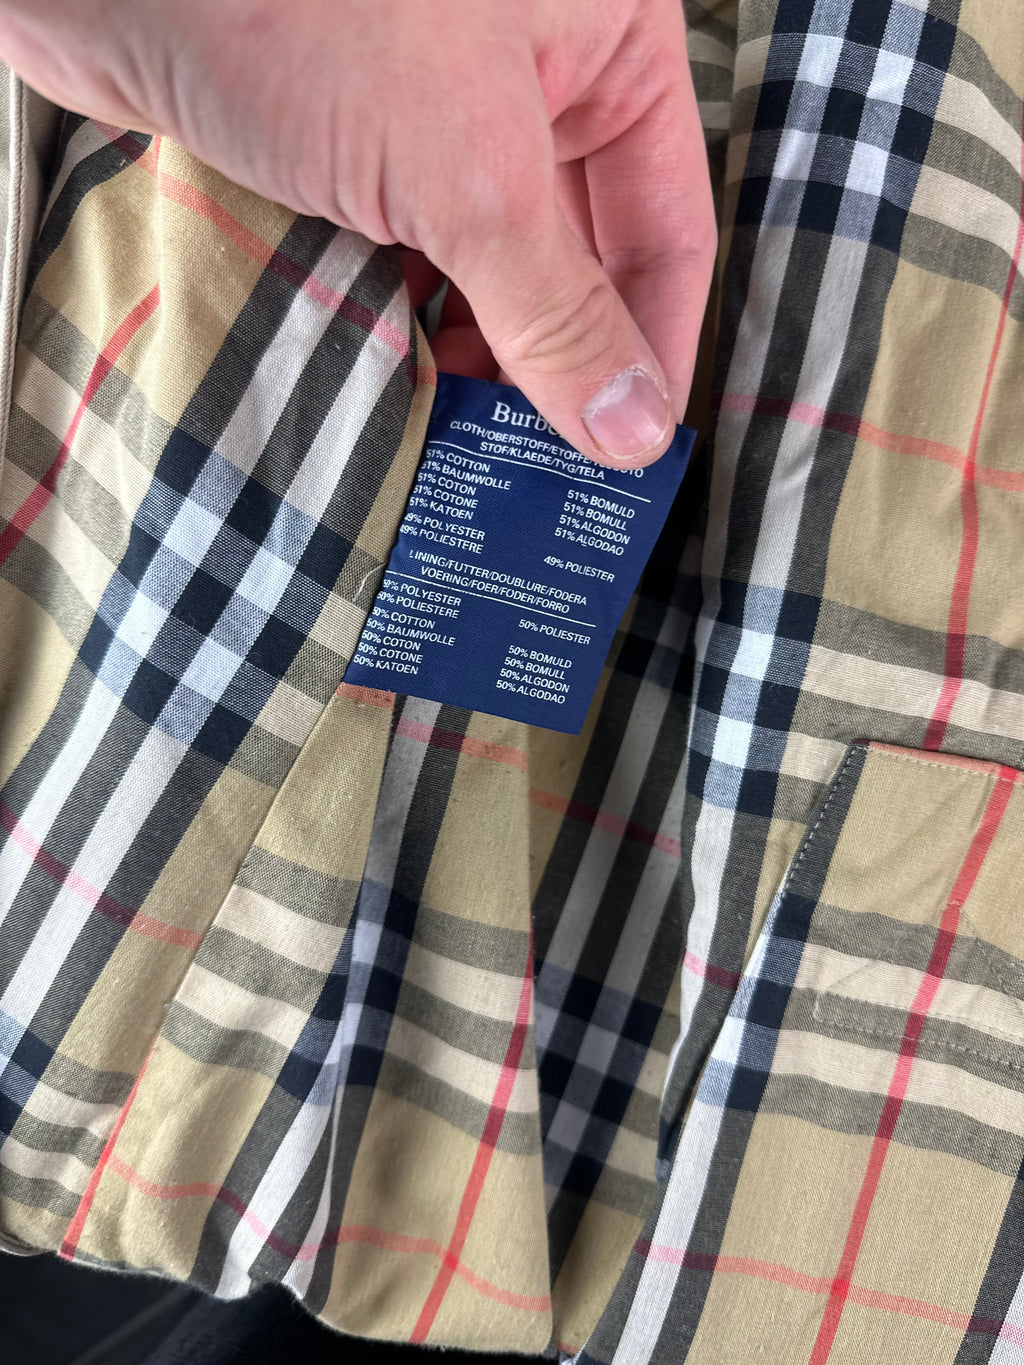 CLOTH/OBERSTOFF/ETOFFE
STOF/KLAEDE/TYG/TELA
51% COTTON
51% BAUMWOLLE
51% COTON
51% COTONE
51% KATOEN
49% POLYESTER
49% POLIESTERE
51% BOMULD
51% BOMULL
51% ALGODON
51% ALGODAO
49% POLIESTER
LINING/FUTTER/DOUBLURE/FODERA
VOERING/FOER/FODER/FORRO
50% POLYESTER
50% POLIESTERE
50% COTTON
50% BAUMWOLLE
50% COTON
50% COTONE
50% KATOEN
50% POLIESTER
50% BOMULD
50% BOMULL
50% ALGODON
50% ALGODAO